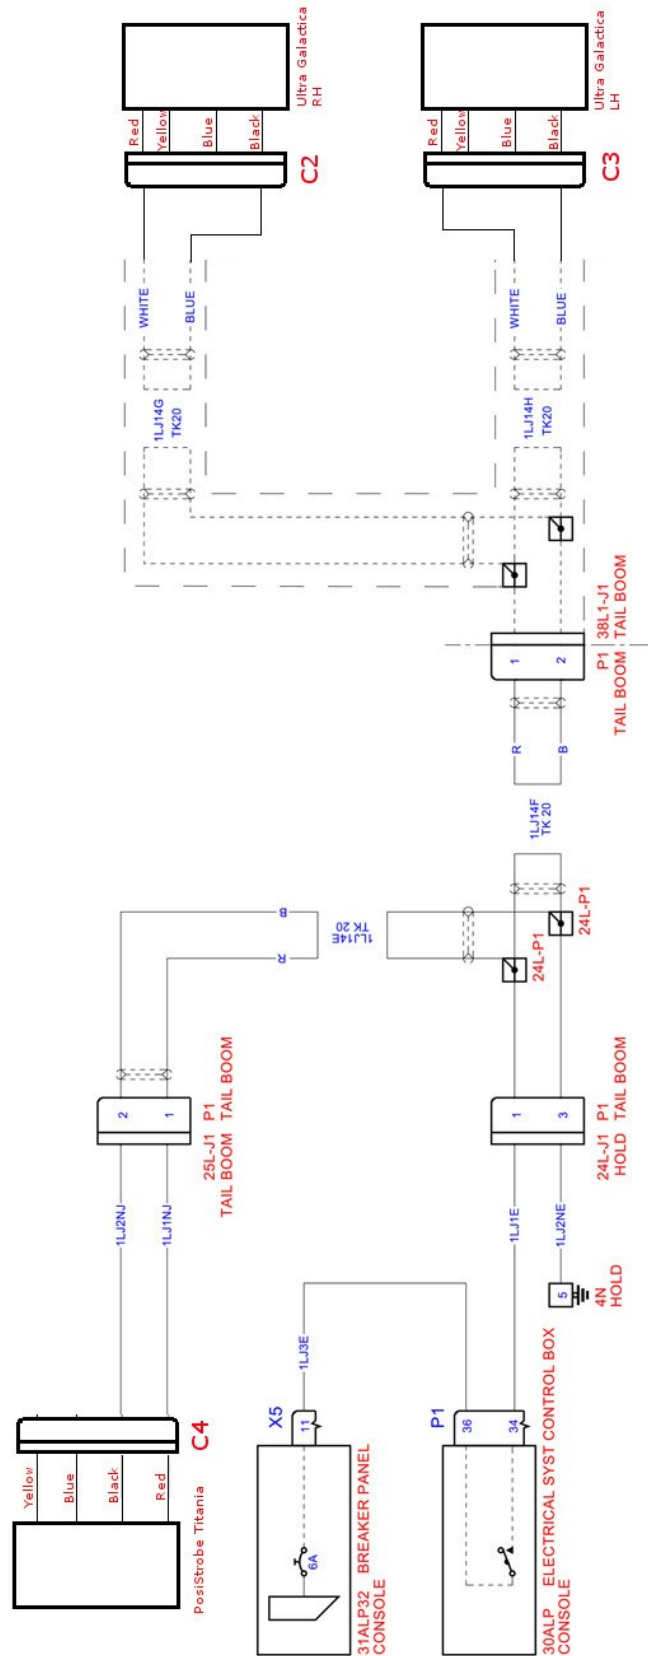 Ultra Galactica
RH
Red
Yellow
Blue
Black
C2
WHITE
BLUE
1LJ14G
TK20
Ultra Galactica
LH
Red
Yellow
Blue
Black
C3
WHITE
BLUE
1LJ14H
TK20
38L1-J1
TAIL BOOM
P1
TAIL BOOM
1
2
R
B
1LJ14F
TK 20
B
R
1LJ14E
TK 20
24L-P1
24L-P1
2
1
P1
TAIL BOOM
25L-J1
TAIL BOOM
1LJ2NJ
1LJ1NJ
1
3
P1
TAIL BOOM
24L-J1
HOLD
1LJ1E
1LJ2NE
5
4N
HOLD
1LJ3E
C4
Yellow
Blue
Black
Red
PosiStrobe Titania
X5
11
6A
31ALP32 BREAKER PANEL
CONSOLE
P1
36
34
30ALP ELECTRICAL SYST CONTROL BOX
CONSOLE